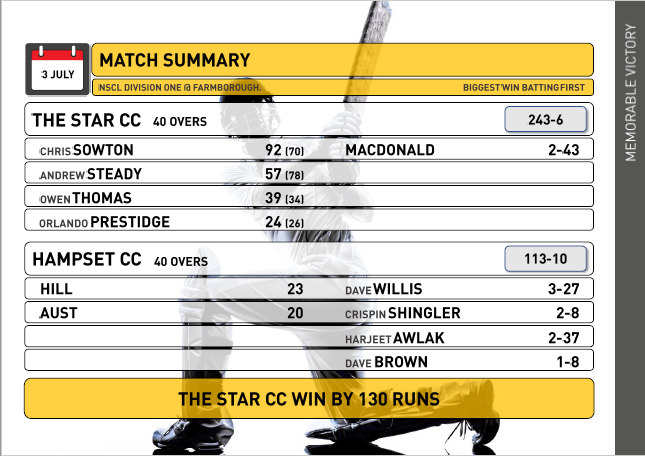 MEMORABLE VICTORY
3 JULY
MATCH SUMMARY
NSCL DIVISION ONE @ FARMBOROUGH. BIGGEST WIN BATTING FIRST
THE STAR CC 40 OVERS 243-6
CHRIS SOWTON 92 (70) MACDONALD 2-43
ANDREW STEADY 57 (78)
OWEN THOMAS 39 (34)
ORLANDO PRESTIDGE 24 (26)
HAMPSET CC 40 OVERS 113-10
HILL 23 DAVE WILLIS 3-27
AUST 20 CRISPIN SHINGLER 2-8
HARJEET AWLAK 2-37
DAVE BROWN 1-8
THE STAR CC WIN BY 130 RUNS